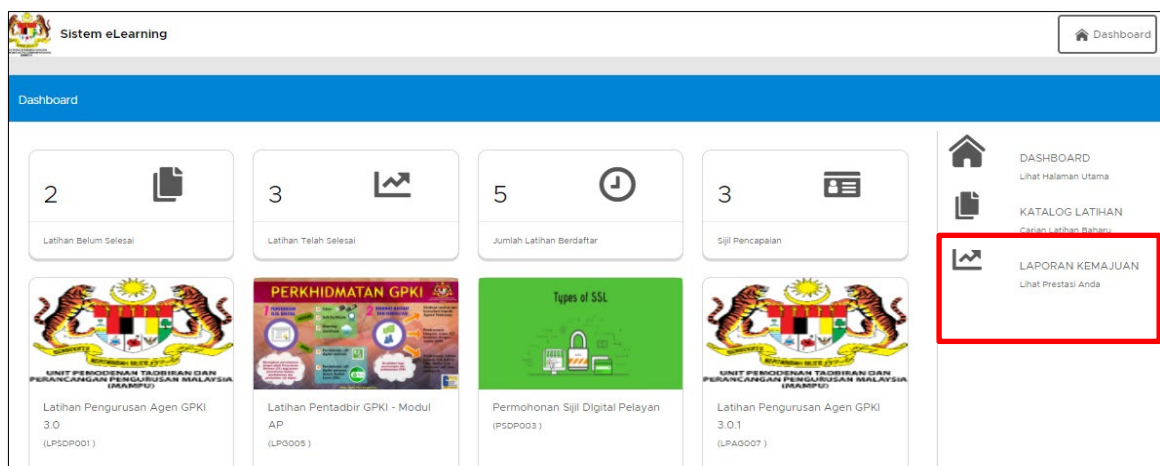 Sistem eLearning
Dashboard
Dashboard
2
Latihan Belum Selesai
3
Latihan Telah Selesai
5
Jumlah Latihan Berdaftar
3
Sijil Pencapaian
DASHBOARD
Lihat Halaman Utama
KATALOG LATIHAN
Carian Latihan Baharu
LAPORAN KEMAJUAN
Lihat Prestasi Anda
UNIT PEMODENAN TADBIRAN DAN
PERANCANGAN PENGURUSAN MALAYSIA
(MAMPU)
Latihan Pengurusan Agen GPKI
3.0
(LPSDP001 )
PERKHIDMATAN GPKI
Latihan Pentadbir GPKI - Modul
AP
(LPG005 )
Types of SSL
Permohonan Sijil DIgital Pelayan
(PSDP003 )
UNIT PEMODENAN TADBIRAN DAN
PERANCANGAN PENGURUSAN MALAYSIA
(MAMPU)
Latihan Pengurusan Agen GPKI
3.0.1
(LPAG007 )